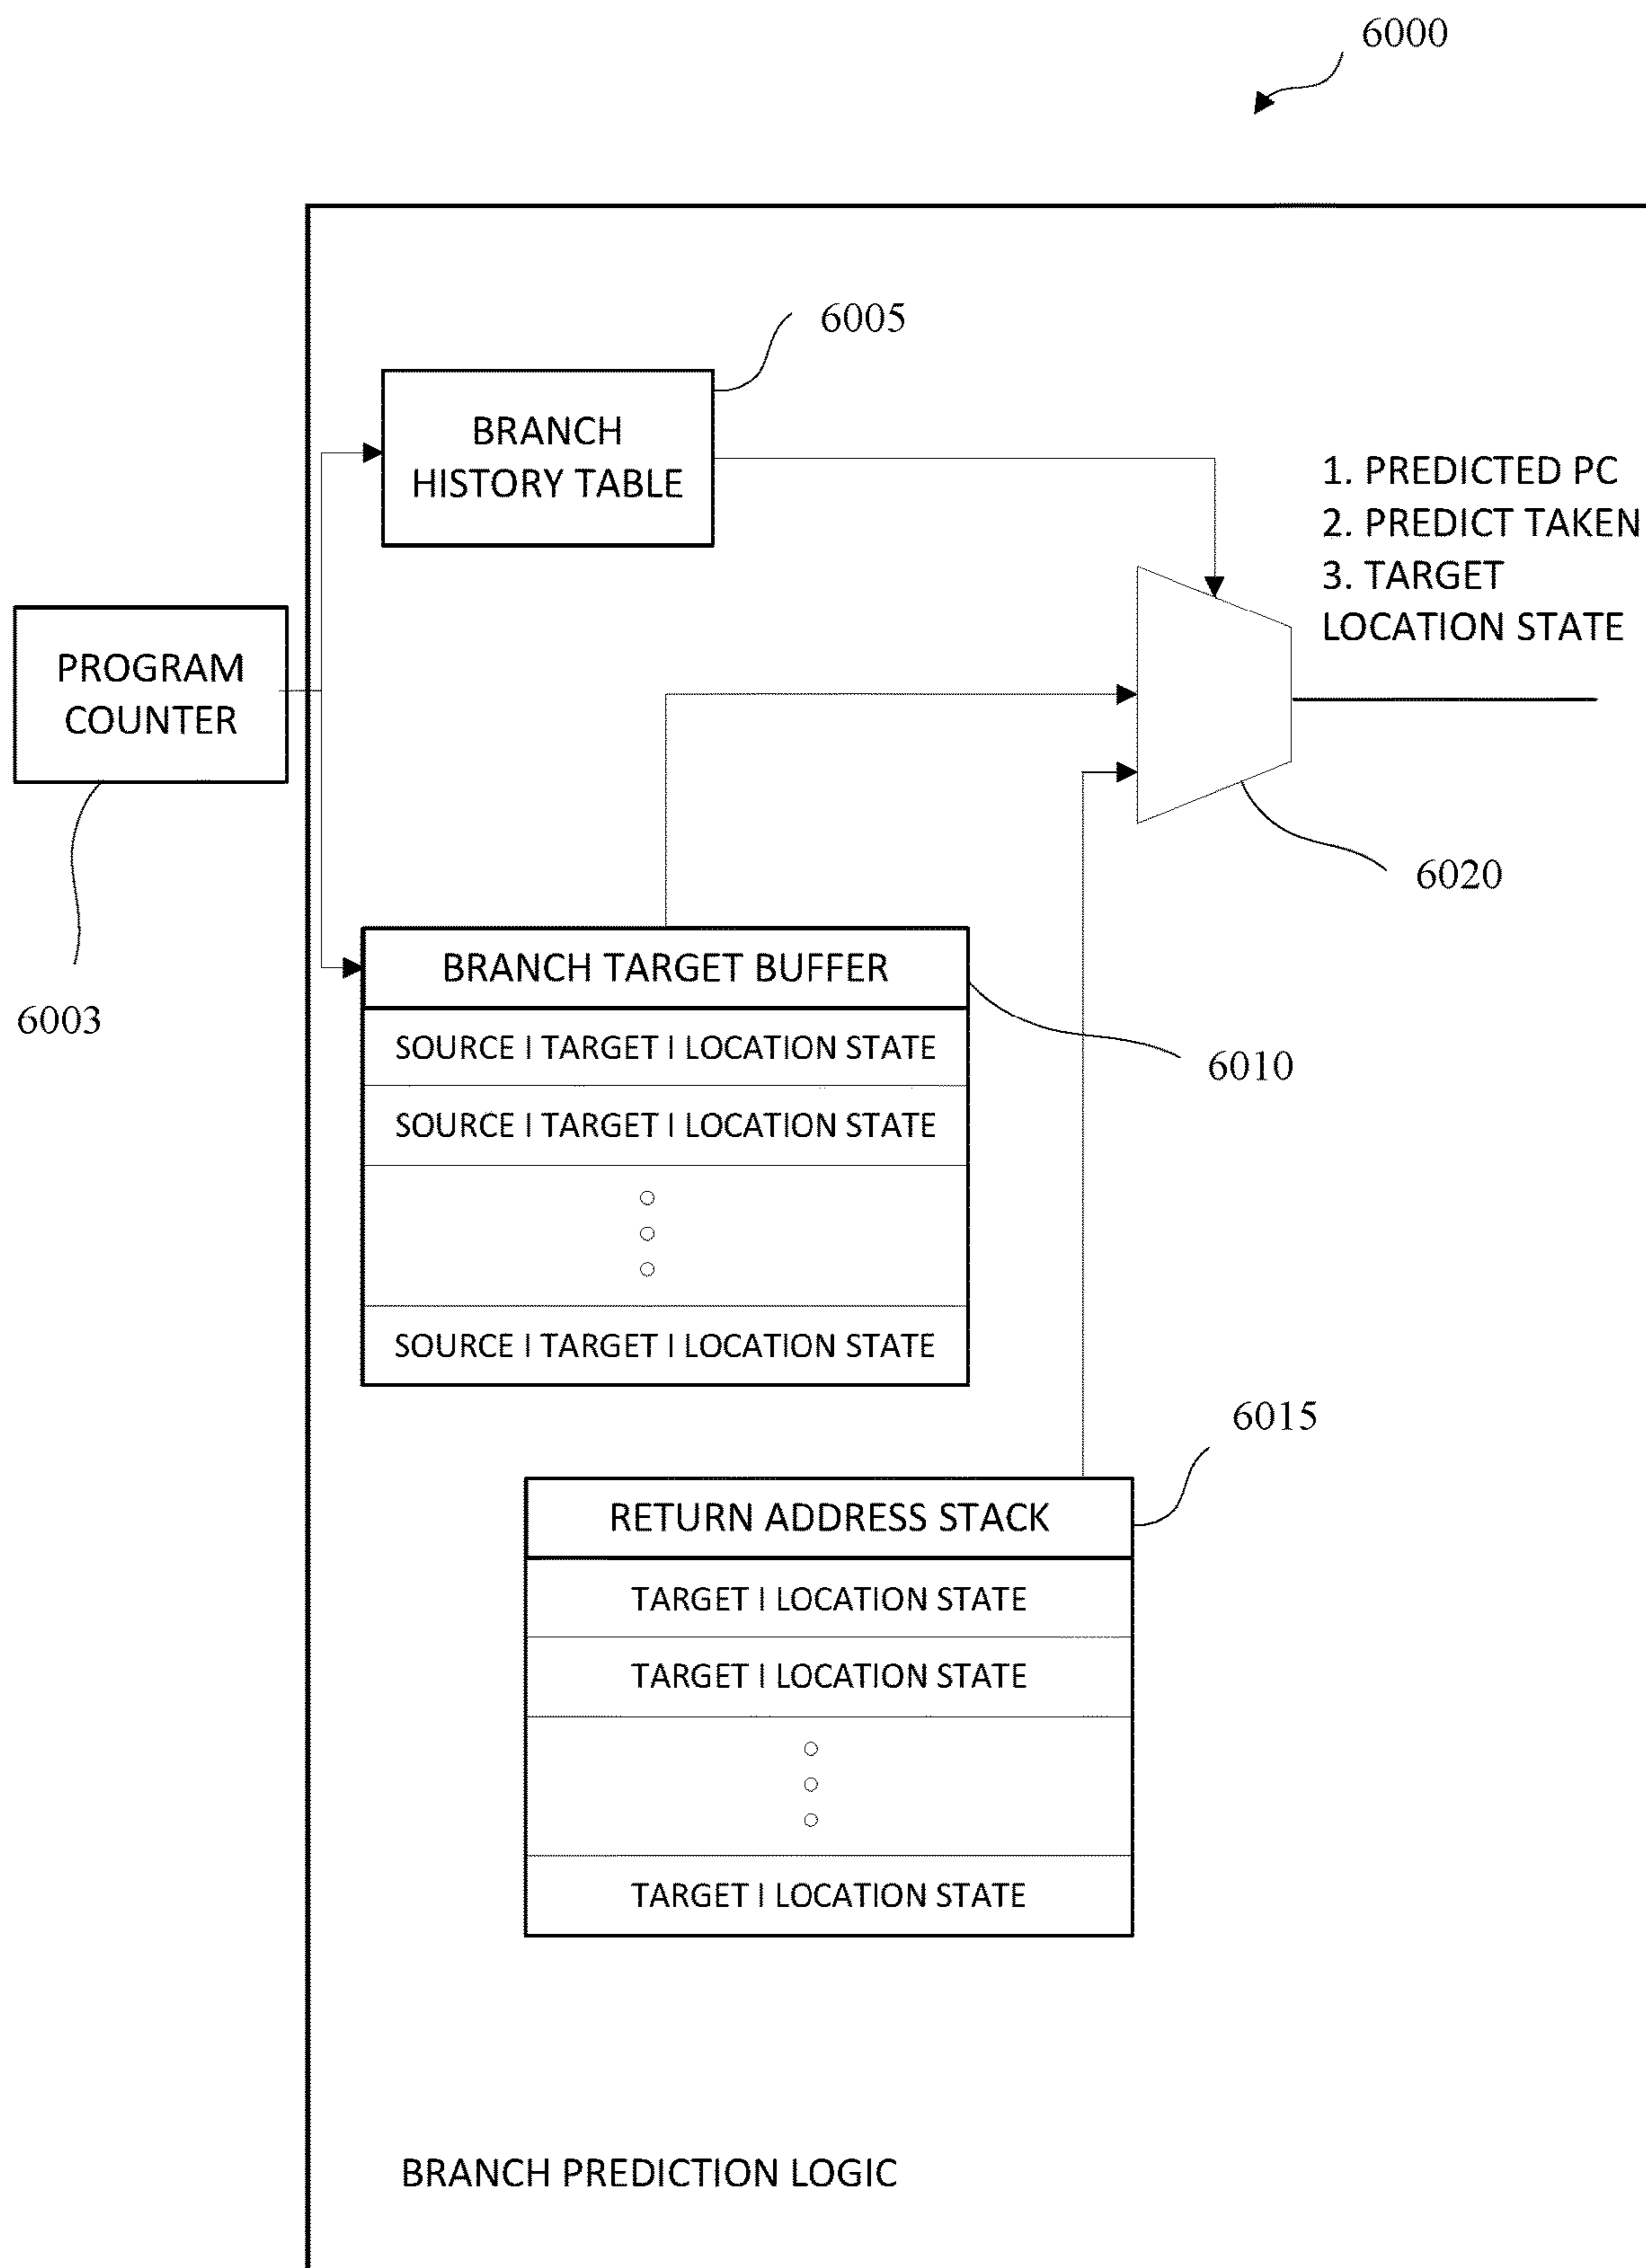 6000
6005
BRANCH
HISTORY TABLE
1. PREDICTED PC
2. PREDICT TAKEN
3. TARGET
LOCATION STATE
PROGRAM
COUNTER
6020
6003
BRANCH TARGET BUFFER
6010
SOURCE | TARGET | LOCATION STATE
SOURCE | TARGET | LOCATION STATE
SOURCE | TARGET | LOCATION STATE
6015
RETURN ADDRESS STACK
TARGET | LOCATION STATE
TARGET | LOCATION STATE
TARGET | LOCATION STATE
BRANCH PREDICTION LOGIC